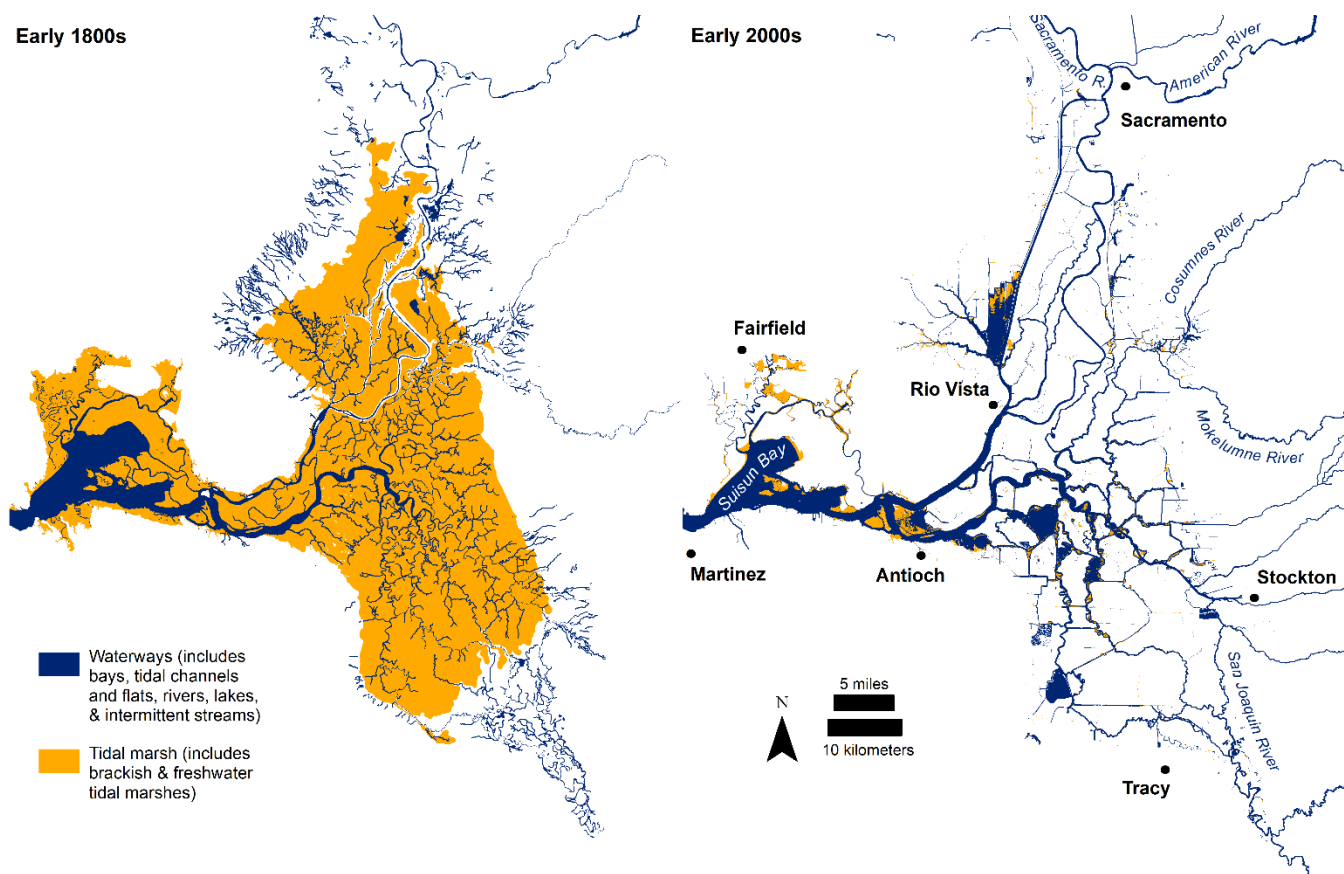 Early 1800s
Waterways (includes
bays, tidal channels
and flats, rivers, lakes,
& intermittent streams)
Tidal marsh (includes
brackish & freshwater
tidal marshes)
Early 2000s
Sacramento R.
American River
Sacramento
Cosumnes River
Fairfield
Rio Vista
Mokelumne River
Suisun Bay
Martinez
Antioch
Stockton
San Joaquin River
N
5 miles
10 kilometers
Tracy